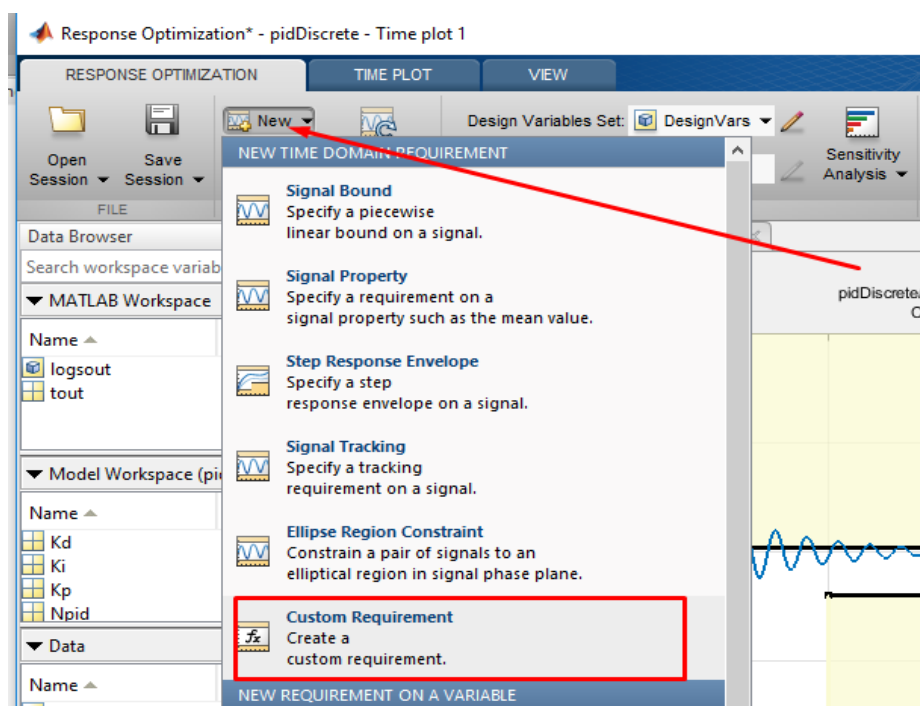 Response Optimization* - pidDiscrete - Time plot 1
RESPONSE OPTIMIZATION
TIME PLOT
VIEW
New
Design Variables Set:
DesignVars
Open
Session
Save
Session
Sensitivity
Analysis
FILE
NEW TIME DOMAIN REQUIREMENT
Signal Bound
Specify a piecewise
linear bound on a signal.
Signal Property
Specify a requirement on a
signal property such as the mean value.
Step Response Envelope
Specify a step
response envelope on a signal.
Signal Tracking
Specify a tracking
requirement on a signal.
Ellipse Region Constraint
Constrain a pair of signals to an
elliptical region in signal phase plane.
fx
Custom Requirement
Create a
custom requirement.
NEW REQUIREMENT ON A VARIABLE
Data Browser
Search workspace variab
MATLAB Workspace
Name
logsout
tout
Model Workspace (pi
Name
Kd
Ki
Kp
Npid
Data
Name
pidDiscrete